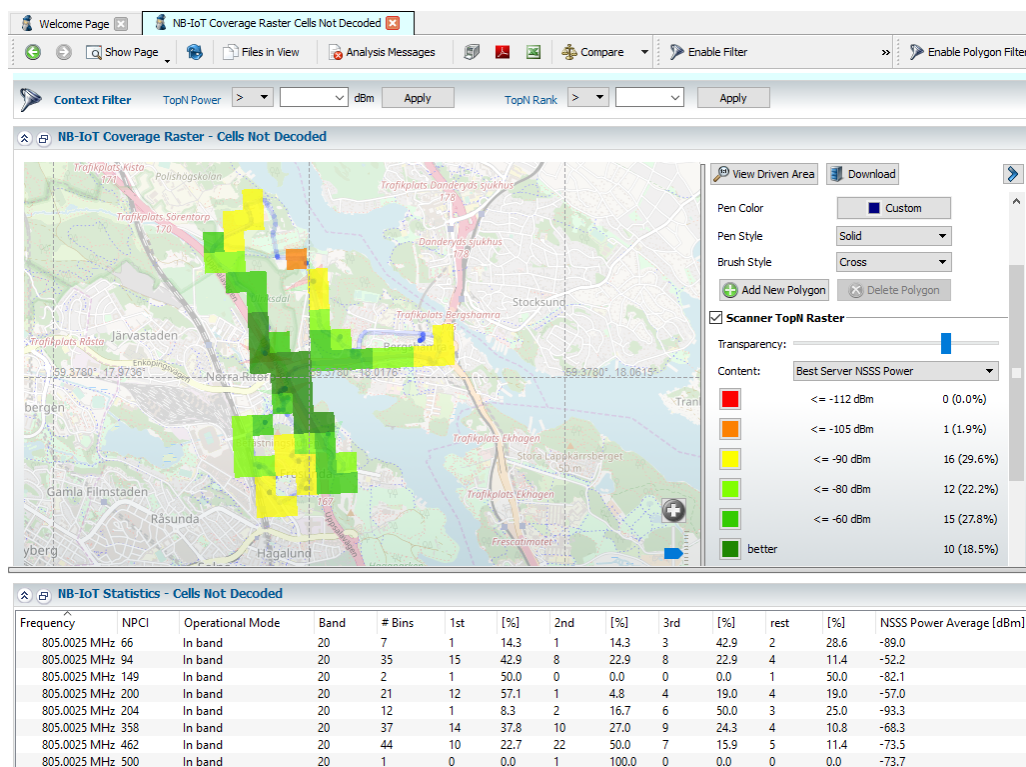 Welcome Page
NB-IoT Coverage Raster Cells Not Decoded
Show Page
Files in View
Analysis Messages
Compare
Enable Filter
»
Enable Polygon Filter
Context Filter
TopN Power > dBm Apply
TopN Rank > Apply
NB-IoT Coverage Raster - Cells Not Decoded
Trafikplats Kista
Polishögskolan
Trafikplats Danderyds sjukhus
178
Trafikplats Sörentorp
170
Danderyds sjukhus
Stocksund
Trafikplats Bergshamra
Järvastaden
Trafikplats Råsta
Enköpingsvägen
59.3780° 17.9736°
Norra
59.3780° 18.0176°
59.3780° 18.0615°
Trafikplats Ekhagen
Stora Lappkärrsberget
50 m
Gamla Filmstaden
Trafikplats Ekhagen
167
Uppsalavägen
Råsunda
Frescatimotet
Hagalund
View Driven Area
Download
Pen Color Custom
Pen Style Solid
Brush Style Cross
Add New Polygon
Delete Polygon
Scanner TopN Raster
Transparency:
Content: Best Server NSSS Power
<= -112 dBm 0 (0.0%)
<= -105 dBm 1 (1.9%)
<= -90 dBm 16 (29.6%)
<= -80 dBm 12 (22.2%)
<= -60 dBm 15 (27.8%)
better 10 (18.5%)
NB-IoT Statistics - Cells Not Decoded
Frequency NPCI Operational Mode Band # Bins 1st [%] 2nd [%] 3rd [%] rest [%] NSSS Power Average [dBm]
805.0025 MHz 66 In band 20 7 1 14.3 1 14.3 3 42.9 2 28.6 -89.0
805.0025 MHz 94 In band 20 35 15 42.9 8 22.9 8 22.9 4 11.4 -52.2
805.0025 MHz 149 In band 20 2 1 50.0 0 0.0 0 0.0 1 50.0 -82.1
805.0025 MHz 200 In band 20 21 12 57.1 1 4.8 4 19.0 4 19.0 -57.0
805.0025 MHz 204 In band 20 12 1 8.3 2 16.7 6 50.0 3 25.0 -93.3
805.0025 MHz 358 In band 20 37 14 37.8 10 27.0 9 24.3 4 10.8 -68.3
805.0025 MHz 462 In band 20 44 10 22.7 22 50.0 7 15.9 5 11.4 -73.5
805.0025 MHz 500 In band 20 1 0 0.0 1 100.0 0 0.0 0 0.0 -73.7